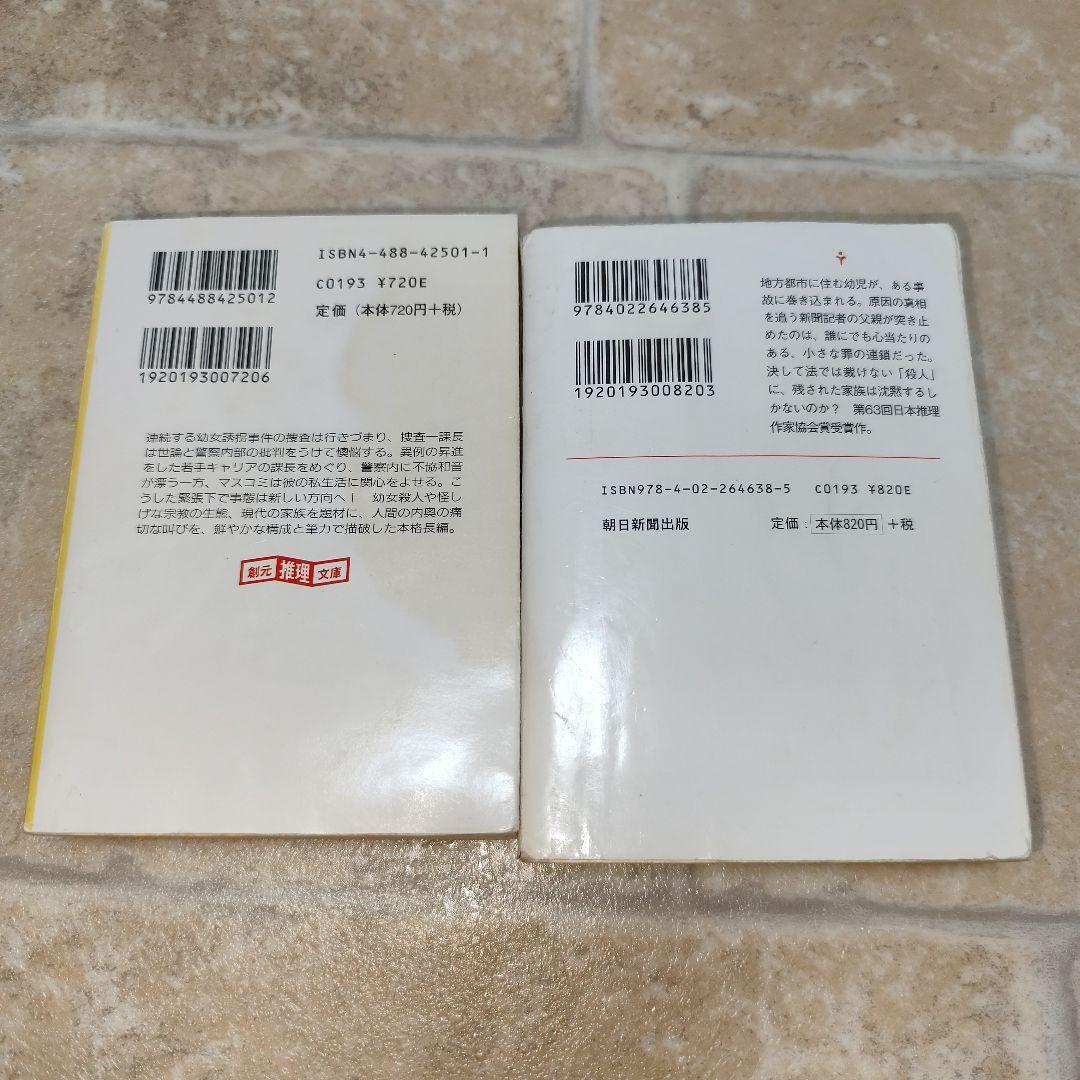 ISBN4-488-42501-1
9784488425012
C0193 ¥720E
定価（本体720円+税）
1920193007206
連続する幼女誘拐事件の捜査は行きづまり、捜査一課長
は世論と警察内部の批判をうけて懊悩する。異例の昇進
をした若手キャリアの課長をめぐり、警察内に不協和音
が漂う一方、マスコミは彼の私生活に関心をよせる。こ
うした緊張下で事態は新しい方向へ！　幼女殺人や怪し
げな宗教の生態、現代の家族を題材に、人間の内奥の痛
切な叫びを、鮮やかな構成と筆力で描破した本格長編。
創元推理文庫
9784022646385
1920193008203
地方都市に住む幼児が、ある事
故に巻き込まれる。原因の真相
を追う新聞記者の父親が突き止
めたのは、誰にでも心当たりの
ある、小さな罪の連鎖だった。
決して法では裁けない「殺人」
に、残された家族は沈黙するし
かないのか？　第63回日本推理
作家協会賞受賞作。
ISBN978-4-02-264638-5 C0193 ¥820E
朝日新聞出版 定価：本体820円+税